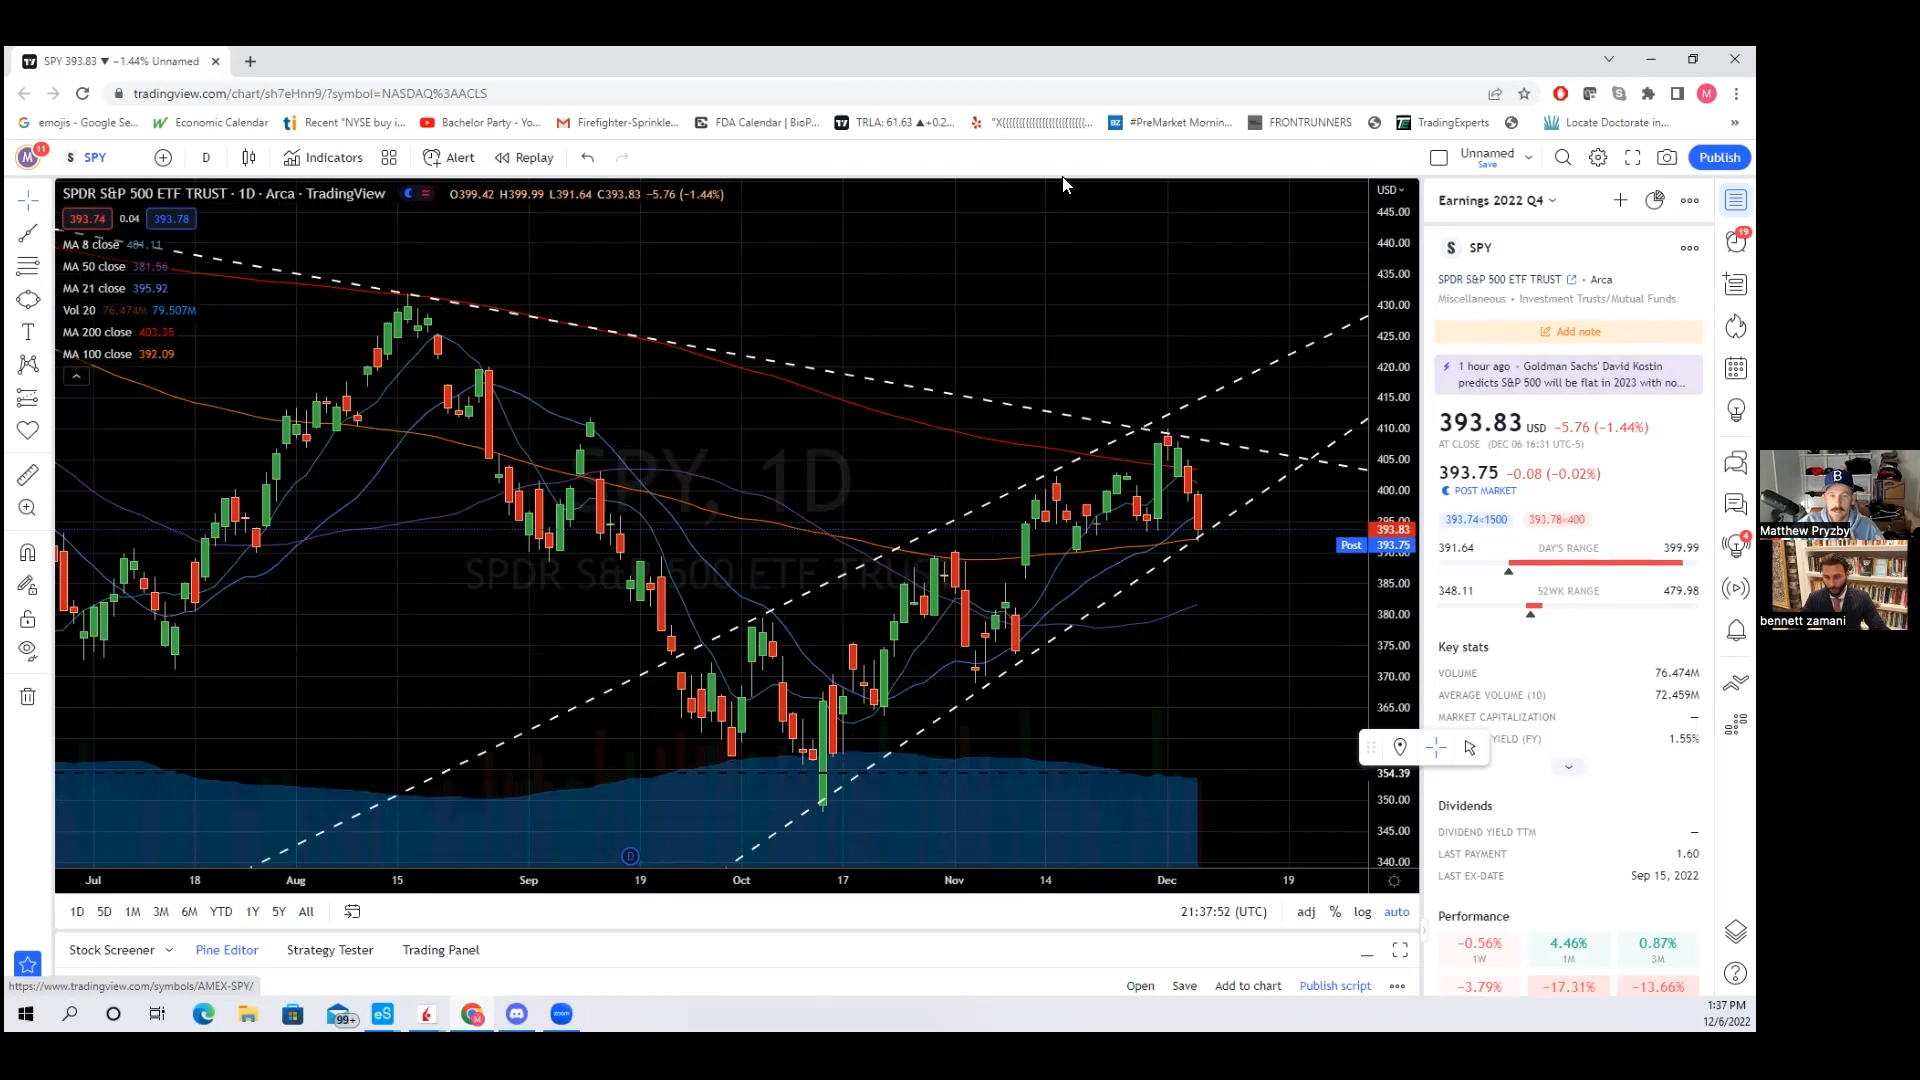 SPY 393.83 ▼ −1.44% Unnamed
tradingview.com/chart/sh7eHnn9/?symbol=NASDAQ%3AACLS
emojis - Google Se...
Economic Calendar
Recent "NYSE buy i...
Bachelor Party - Yo...
Firefighter-Sprinkle...
FDA Calendar | BioP...
TRLA: 61.63 ▲+0.2...
#PreMarket Mornin...
FRONTRUNNERS
TradingExperts
Locate Doctorate in...
M 11
S SPY
D
Indicators
Alert
Replay
Unnamed
Save
Publish
SPDR S&P 500 ETF TRUST · 1D · Arca · TradingView
O399.42 H399.99 L391.64 C393.83 −5.76 (−1.44%)
393.74 0.04 393.78
MA 8 close 401.11
MA 50 close 381.56
MA 21 close 395.92
Vol 20 76.474M 79.507M
MA 200 close 403.35
MA 100 close 392.09
SPY, 1D
SPDR S&P 500 ETF TRUST
USD
445.00
440.00
435.00
430.00
425.00
420.00
415.00
410.00
405.00
400.00
395.00
393.83
Post 393.75
390.00
385.00
380.00
375.00
370.00
365.00
354.39
350.00
345.00
340.00
D
Jul 18 Aug 15 Sep 19 Oct 17 Nov 14 Dec 19
1D 5D 1M 3M 6M YTD 1Y 5Y All
21:37:52 (UTC) adj % log auto
Stock Screener Pine Editor Strategy Tester Trading Panel
https://www.tradingview.com/symbols/AMEX-SPY/
Open Save Add to chart Publish script
Earnings 2022 Q4
S SPY
SPDR S&P 500 ETF TRUST • Arca
Miscellaneous • Investment Trusts/Mutual Funds
Add note
1 hour ago • Goldman Sachs' David Kostin
predicts S&P 500 will be flat in 2023 with no...
393.83 USD −5.76 (−1.44%)
AT CLOSE (DEC 06 16:31 UTC-5)
393.75 −0.08 (−0.02%)
POST MARKET
393.74×1500 393.78×400
391.64 DAY'S RANGE 399.99
348.11 52WK RANGE 479.98
Key stats
VOLUME 76.474M
AVERAGE VOLUME (10) 72.459M
MARKET CAPITALIZATION —
YIELD (FY) 1.55%
Dividends
DIVIDEND YIELD TTM —
LAST PAYMENT 1.60
LAST EX-DATE Sep 15, 2022
Performance
−0.56% 4.46% 0.87%
1W 1M 3M
−3.79% −17.31% −13.66%
19
4
B
Matthew Pryzby
bennett zamani
99+
eS
zoom
1:37 PM
12/6/2022